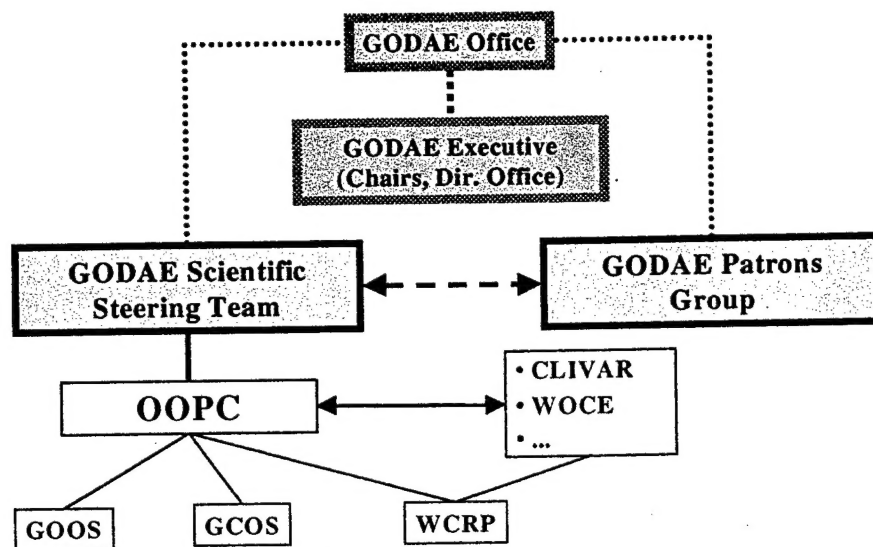 GODAE Office
GODAE Executive
(Chairs, Dir. Office)
GODAE Scientific
Steering Team
GODAE Patrons
Group
OOPC
• CLIVAR
• WOCE
• ...
GOOS
GCOS
WCRP